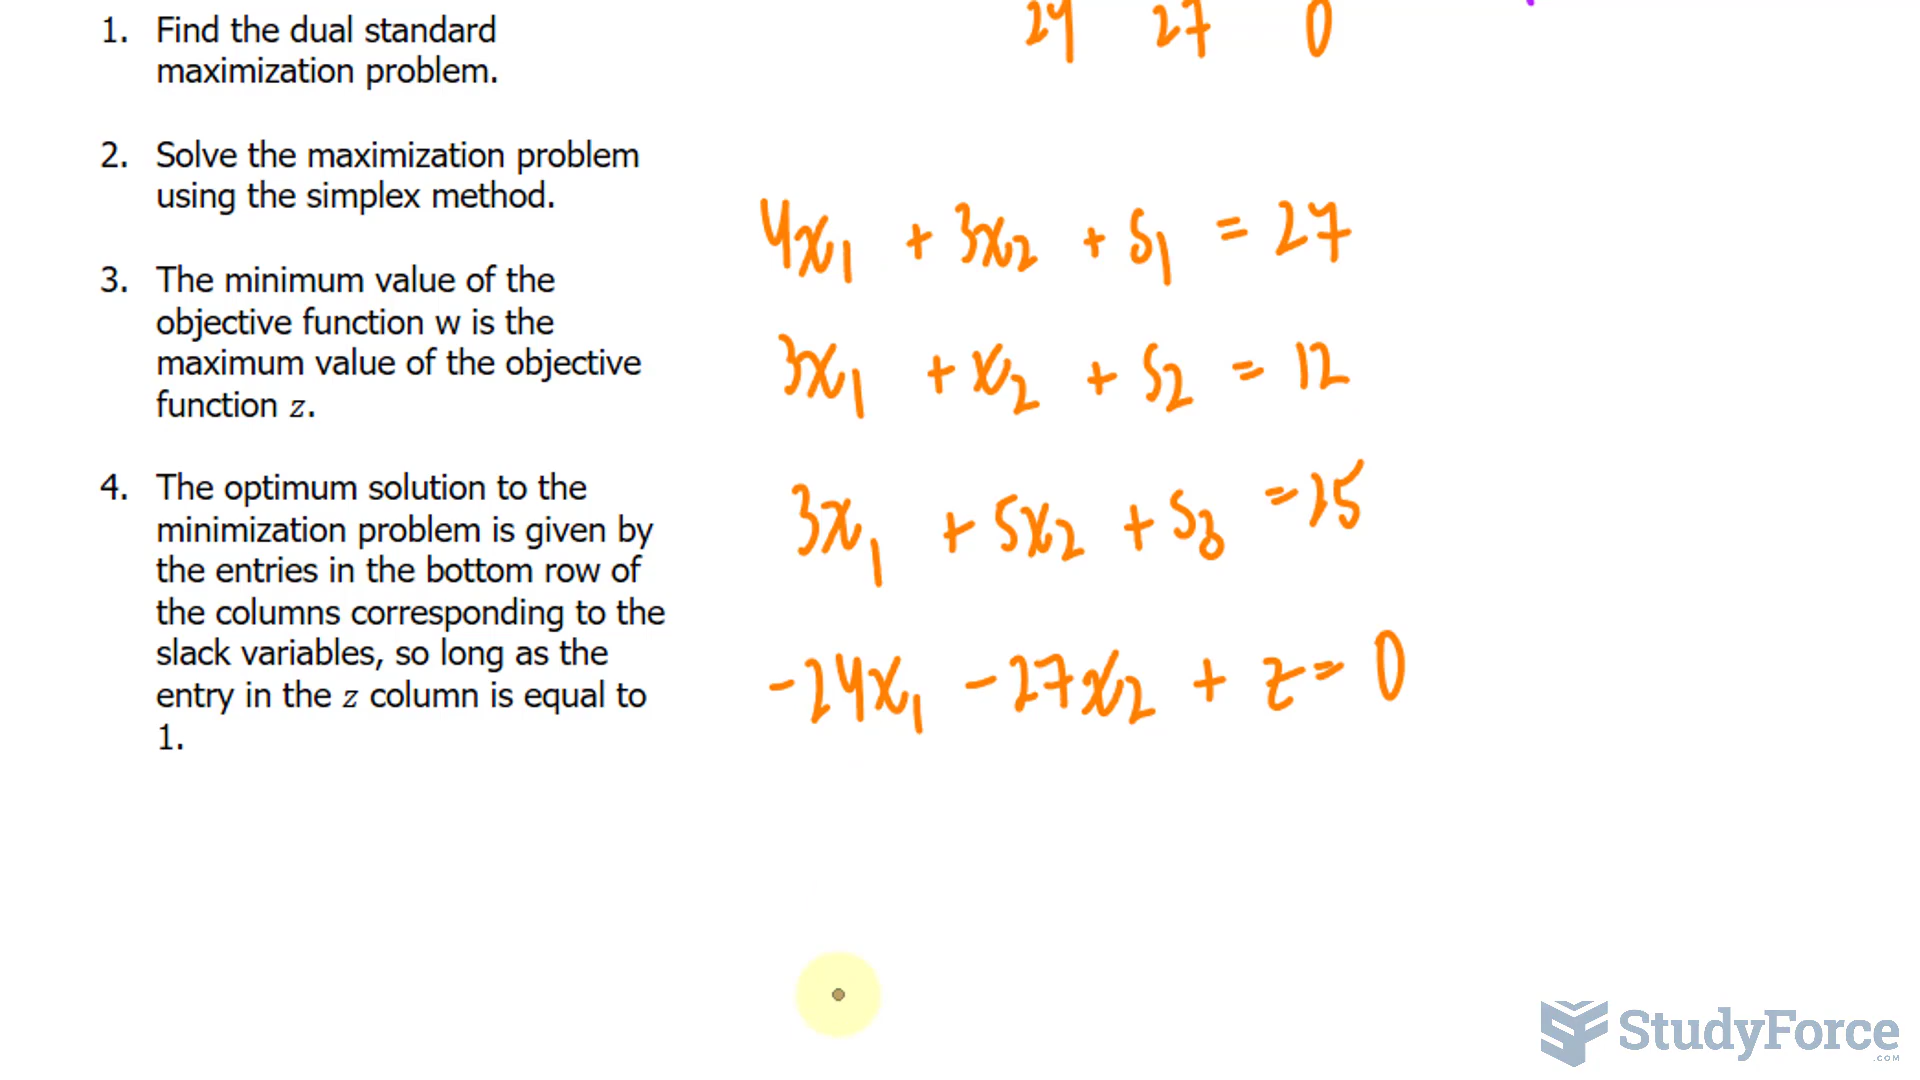 24 27 0
1. Find the dual standard
maximization problem.
2. Solve the maximization problem
using the simplex method.
3. The minimum value of the
objective function w is the
maximum value of the objective
function z.
4. The optimum solution to the
minimization problem is given by
the entries in the bottom row of
the columns corresponding to the
slack variables, so long as the
entry in the z column is equal to
1.
4x₁ + 3x₂ + s₁ = 27
3x₁ + x₂ + s₂ = 12
3x₁ + 5x₂ + s₃ =
-24x₁ - 27x₂ + z = 0
StudyForce
.COM